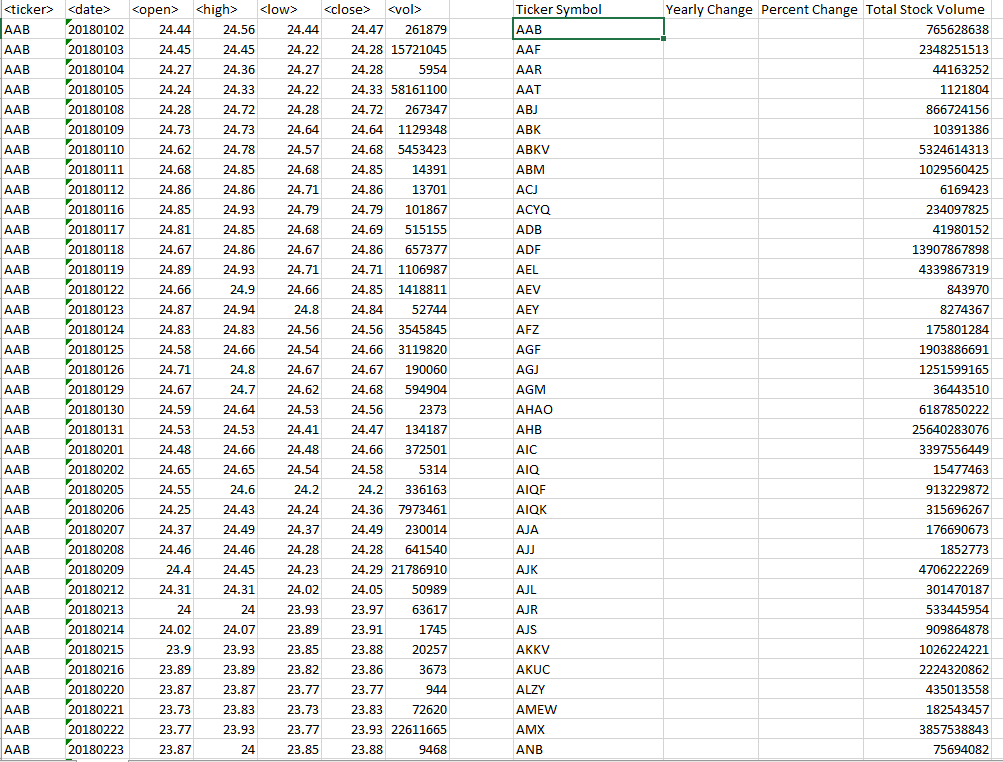 <ticker> <date> <open> <high> <low> <close> <vol> Ticker Symbol Yearly Change Percent Change Total Stock Volume
AAB 20180102 24.44 24.56 24.44 24.47 261879 AAB 765628638
AAB 20180103 24.45 24.45 24.22 24.28 15721045 AAF 2348251513
AAB 20180104 24.27 24.36 24.27 24.28 5954 AAR 44163252
AAB 20180105 24.24 24.33 24.22 24.33 58161100 AAT 1121804
AAB 20180108 24.28 24.72 24.28 24.72 267347 ABJ 866724156
AAB 20180109 24.73 24.73 24.64 24.64 1129348 ABK 10391386
AAB 20180110 24.62 24.78 24.57 24.68 5453423 ABKV 5324614313
AAB 20180111 24.68 24.85 24.68 24.85 14391 ABM 1029560425
AAB 20180112 24.86 24.86 24.71 24.86 13701 ACJ 6169423
AAB 20180116 24.85 24.93 24.79 24.79 101867 ACYQ 234097825
AAB 20180117 24.81 24.85 24.68 24.69 515155 ADB 41980152
AAB 20180118 24.67 24.86 24.67 24.86 657377 ADF 13907867898
AAB 20180119 24.89 24.93 24.71 24.71 1106987 AEL 4339867319
AAB 20180122 24.66 24.9 24.66 24.85 1418811 AEV 843970
AAB 20180123 24.87 24.94 24.8 24.84 52744 AEY 8274367
AAB 20180124 24.83 24.83 24.56 24.56 3545845 AFZ 175801284
AAB 20180125 24.58 24.66 24.54 24.66 3119820 AGF 1903886691
AAB 20180126 24.71 24.8 24.67 24.67 190060 AGJ 1251599165
AAB 20180129 24.67 24.7 24.62 24.68 594904 AGM 36443510
AAB 20180130 24.59 24.64 24.53 24.56 2373 AHAO 6187850222
AAB 20180131 24.53 24.53 24.41 24.47 134187 AHB 25640283076
AAB 20180201 24.48 24.66 24.48 24.66 372501 AIC 3397556449
AAB 20180202 24.65 24.65 24.54 24.58 5314 AIQ 15477463
AAB 20180205 24.55 24.6 24.2 24.2 336163 AIQF 913229872
AAB 20180206 24.25 24.43 24.24 24.36 7973461 AIQK 315696267
AAB 20180207 24.37 24.49 24.37 24.49 230014 AJA 176690673
AAB 20180208 24.46 24.46 24.28 24.28 641540 AJJ 1852773
AAB 20180209 24.4 24.45 24.23 24.29 21786910 AJK 4706222269
AAB 20180212 24.31 24.31 24.02 24.05 50989 AJL 301470187
AAB 20180213 24 24 23.93 23.97 63617 AJR 533445954
AAB 20180214 24.02 24.07 23.89 23.91 1745 AJS 909864878
AAB 20180215 23.9 23.93 23.85 23.88 20257 AKKV 1026224221
AAB 20180216 23.89 23.89 23.82 23.86 3673 AKUC 2224320862
AAB 20180220 23.87 23.87 23.77 23.77 944 ALZY 435013558
AAB 20180221 23.73 23.83 23.73 23.83 72620 AMEW 182543457
AAB 20180222 23.77 23.93 23.77 23.93 22611665 AMX 3857538843
AAB 20180223 23.87 24 23.85 23.88 9468 ANB 75694082